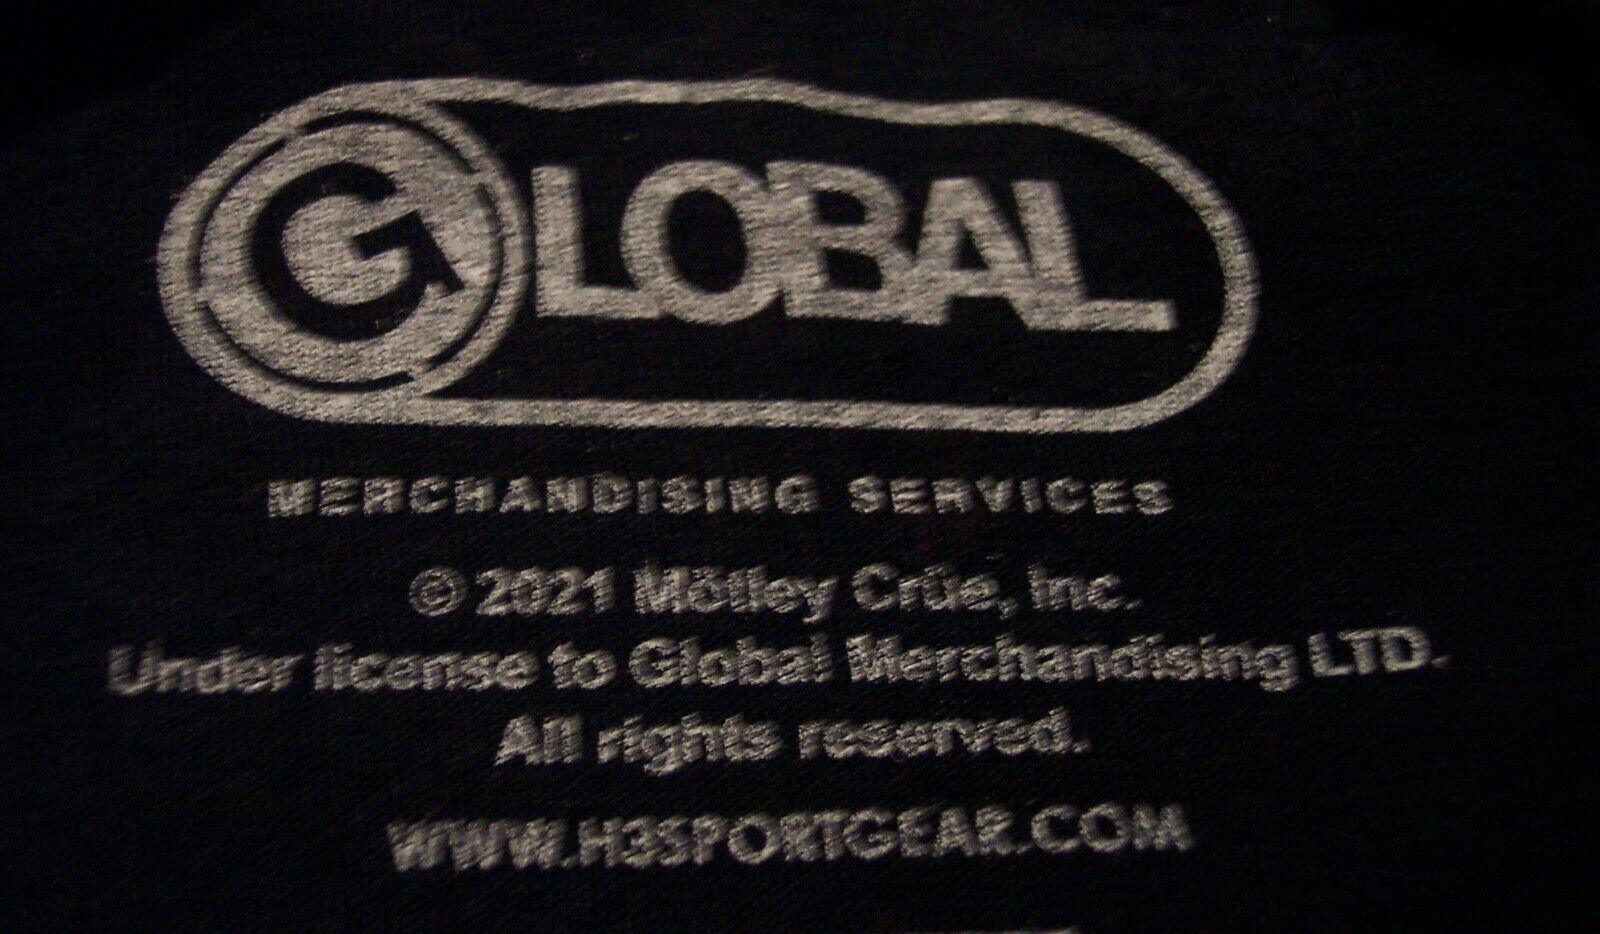 GLOBAL
MERCHANDISING SERVICES
© 2021 Mötley Crüe, Inc.
Under license to Global Merchandising LTD.
All rights reserved.
WWW.H3SPORTGEAR.COM